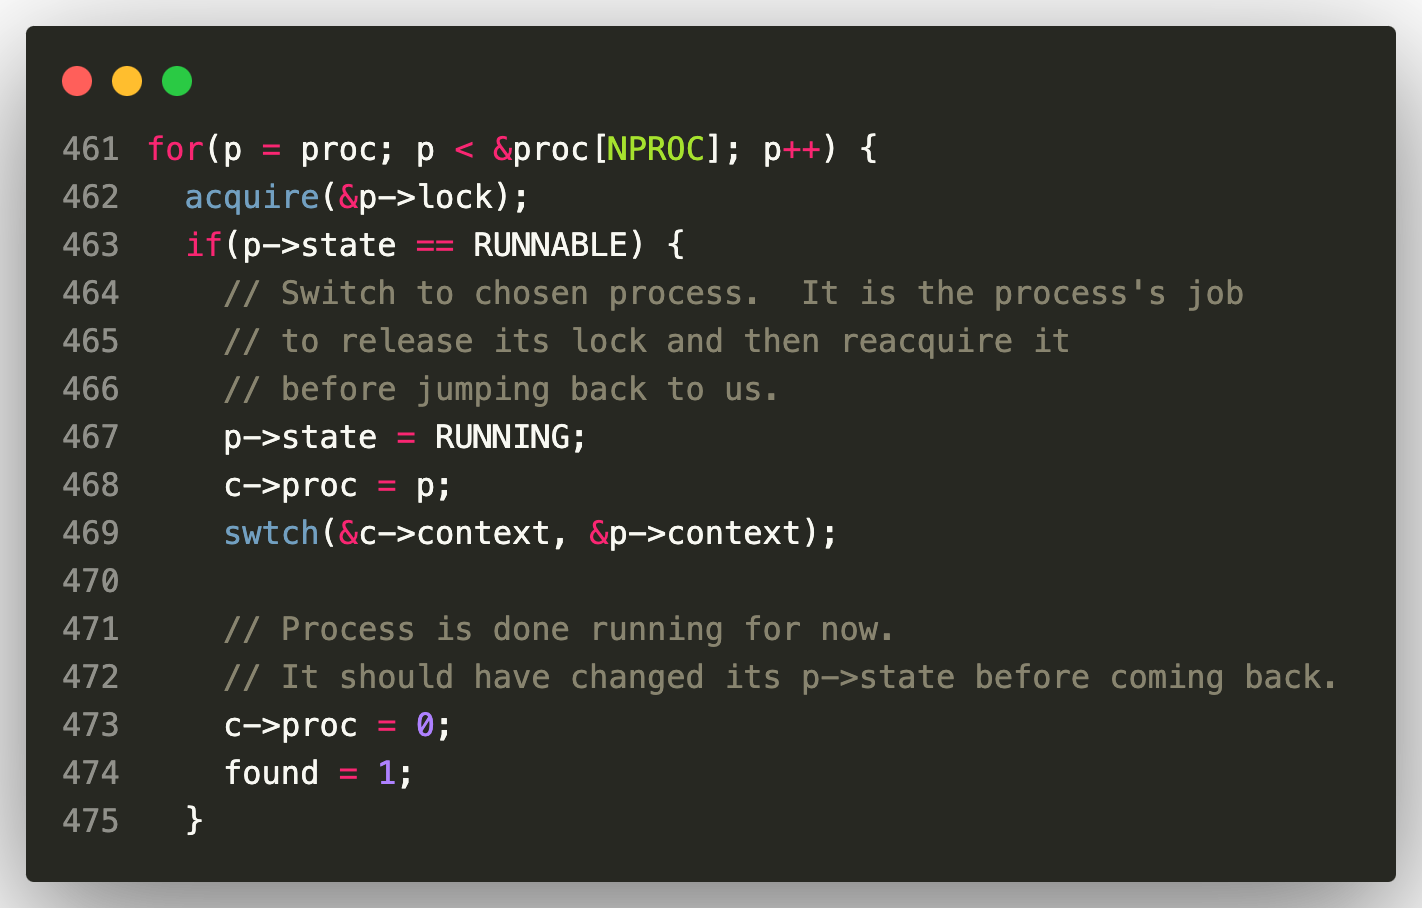 461 for(p = proc; p < &proc[NPROC]; p++) {
462   acquire(&p->lock);
463   if(p->state == RUNNABLE) {
464     // Switch to chosen process.  It is the process's job
465     // to release its lock and then reacquire it
466     // before jumping back to us.
467     p->state = RUNNING;
468     c->proc = p;
469     swtch(&c->context, &p->context);
470
471     // Process is done running for now.
472     // It should have changed its p->state before coming back.
473     c->proc = 0;
474     found = 1;
475   }